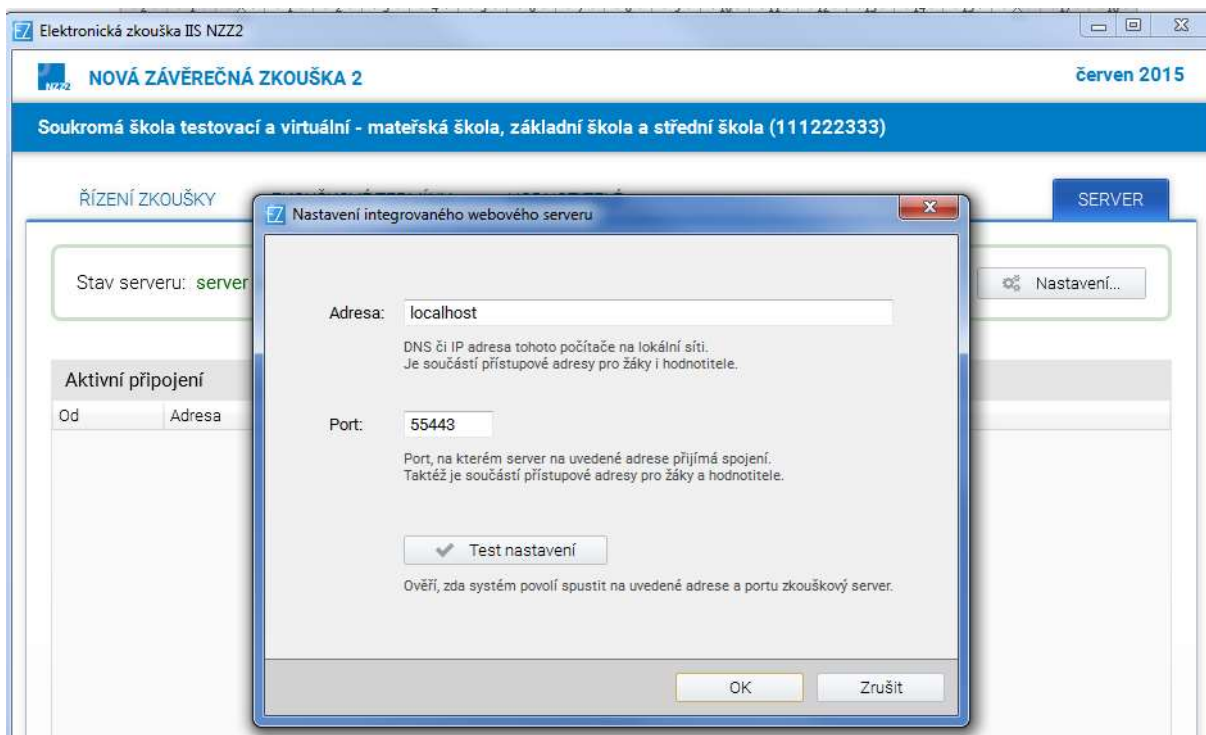 Elektronická zkouška IIS NZZ2
NZZ2
NOVÁ ZÁVĚREČNÁ ZKOUŠKA 2
červen 2015
Soukromá škola testovací a virtuální - mateřská škola, základní škola a střední škola (111222333)
ŘÍZENÍ ZKOUŠKY
SERVER
Nastavení integrovaného webového serveru
Stav serveru: server
Nastavení...
Adresa: localhost
DNS či IP adresa tohoto počítače na lokální síti.
Je součástí přístupové adresy pro žáky i hodnotitele.
Aktivní připojení
Od Adresa
Port: 55443
Port, na kterém server na uvedené adrese přijímá spojení.
Taktéž je součástí přístupové adresy pro žáky a hodnotitele.
Test nastavení
Ověří, zda systém povolí spustit na uvedené adrese a portu zkouškový server.
OK Zrušit